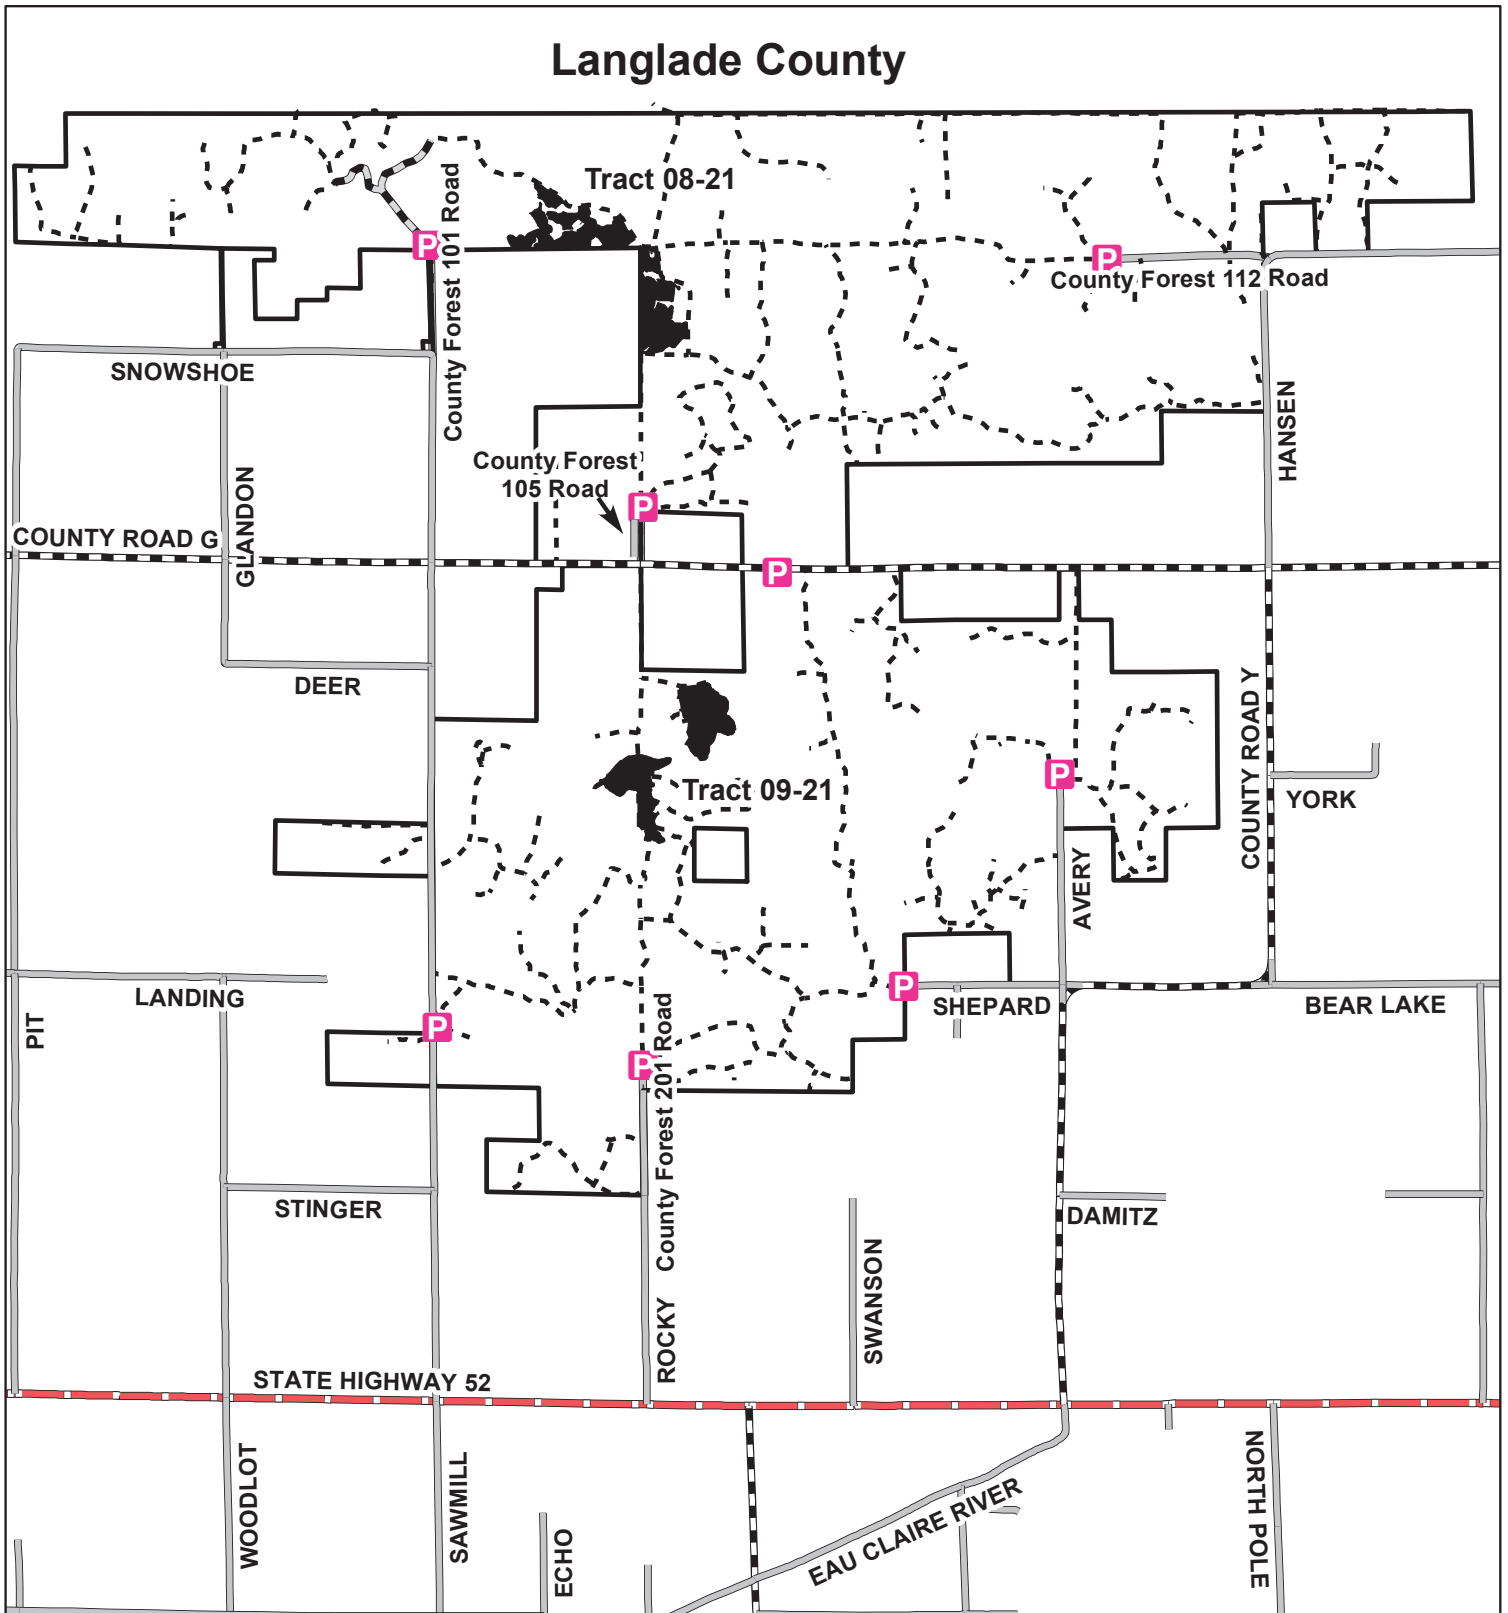 Langlade County
Tract 08-21
P
County Forest 101 Road
P
County Forest 112 Road
SNOWSHOE
HANSEN
County Forest
105 Road
P
GLANDON
COUNTY ROAD G
P
DEER
COUNTY ROAD Y
P
Tract 09-21
YORK
AVERY
LANDING
P
SHEPARD
BEAR LAKE
PIT
P
P
County Forest 201 Road
STINGER
DAMITZ
SWANSON
ROCKY
STATE HIGHWAY 52
WOODLOT
SAWMILL
ECHO
EAU CLAIRE RIVER
NORTH POLE